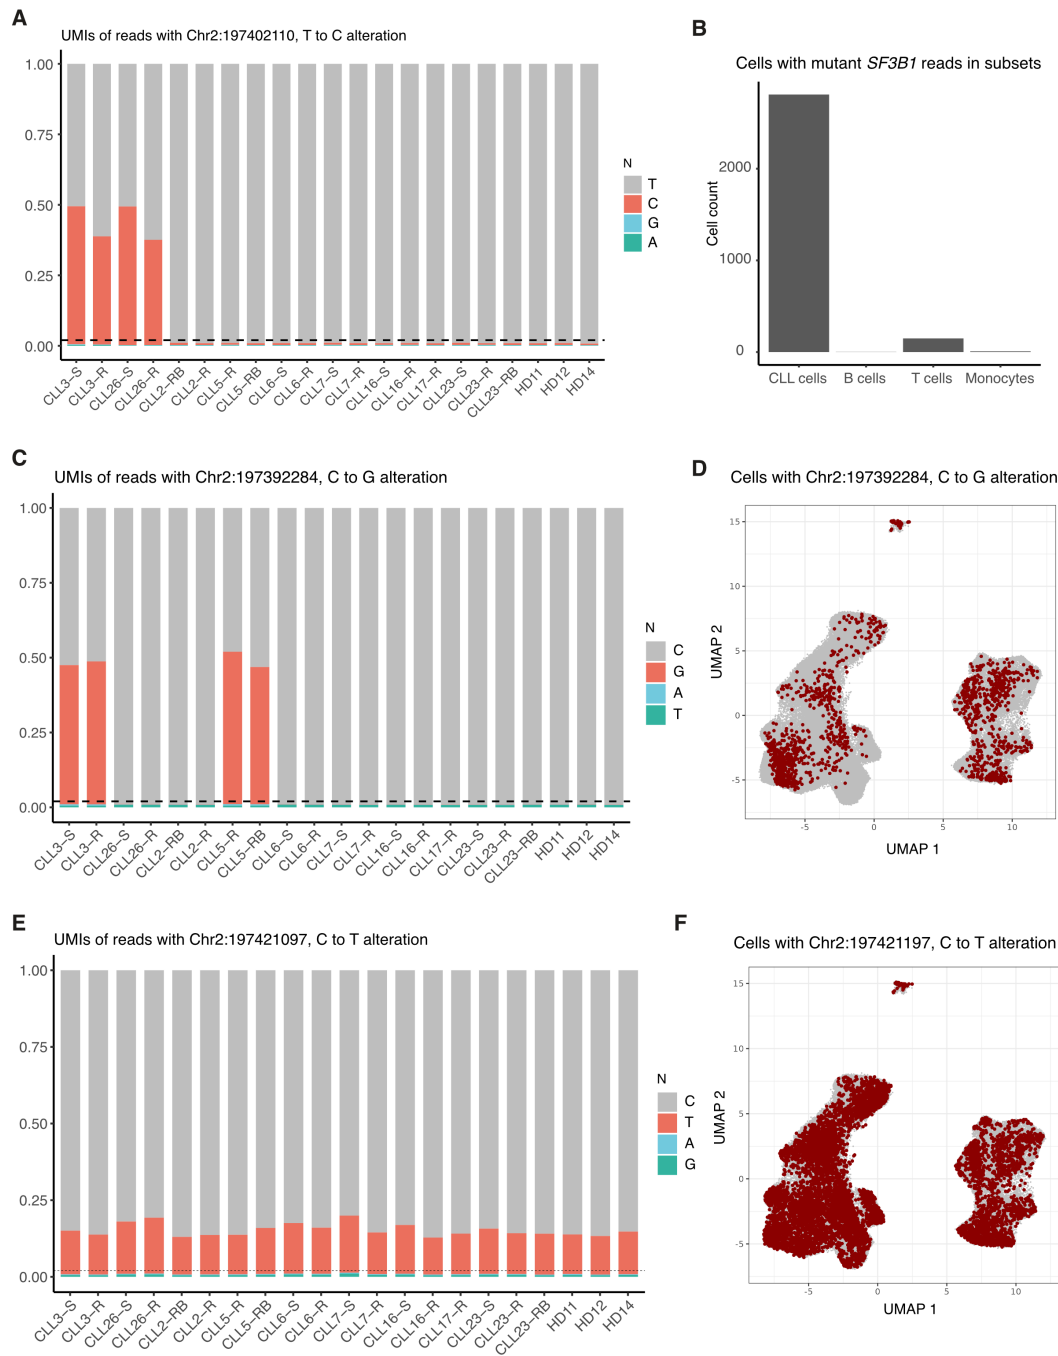 A
UMIs of reads with Chr2:197402110, T to C alteration
1.00
0.75
0.50
0.25
0.00
CLL3-S
CLL3-R
CLL26-S
CLL26-R
CLL2-RB
CLL2-R
CLL5-R
CLL5-RB
CLL6-S
CLL6-R
CLL7-S
CLL7-R
CLL16-S
CLL16-R
CLL17-R
CLL23-S
CLL23-R
CLL23-RB
HD11
HD12
HD14
N
T
C
G
A
B
Cells with mutant SF3B1 reads in subsets
Cell count
2000
1000
0
CLL cells B cells T cells Monocytes
C
UMIs of reads with Chr2:197392284, C to G alteration
1.00
0.75
0.50
0.25
0.00
CLL3-S
CLL3-R
CLL26-S
CLL26-R
CLL2-RB
CLL2-R
CLL5-R
CLL5-RB
CLL6-S
CLL6-R
CLL7-S
CLL7-R
CLL16-S
CLL16-R
CLL17-R
CLL23-S
CLL23-R
CLL23-RB
HD11
HD12
HD14
N
C
G
A
T
D
Cells with Chr2:197392284, C to G alteration
UMAP 2
15
10
5
0
-5
-5 0 5 10
UMAP 1
E
UMIs of reads with Chr2:197421097, C to T alteration
1.00
0.75
0.50
0.25
0.00
CLL3-S
CLL3-R
CLL26-S
CLL26-R
CLL2-RB
CLL2-R
CLL5-R
CLL5-RB
CLL6-S
CLL6-R
CLL7-S
CLL7-R
CLL16-S
CLL16-R
CLL17-R
CLL23-S
CLL23-R
CLL23-RB
HD11
HD12
HD14
N
C
T
A
G
F
Cells with Chr2:197421197, C to T alteration
UMAP 2
15
10
5
0
-5
-5 0 5 10
UMAP 1